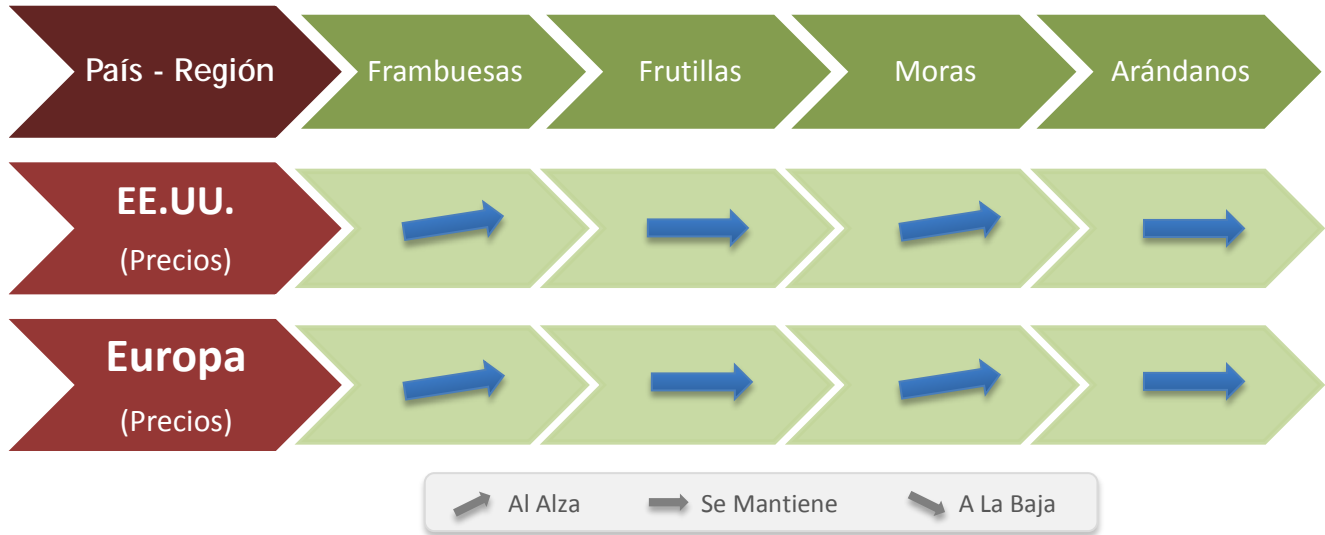 País - Región Frambuesas Frutillas Moras Arándanos
EE.UU.
(Precios)
Europa
(Precios)
Al Alza Se Mantiene A La Baja